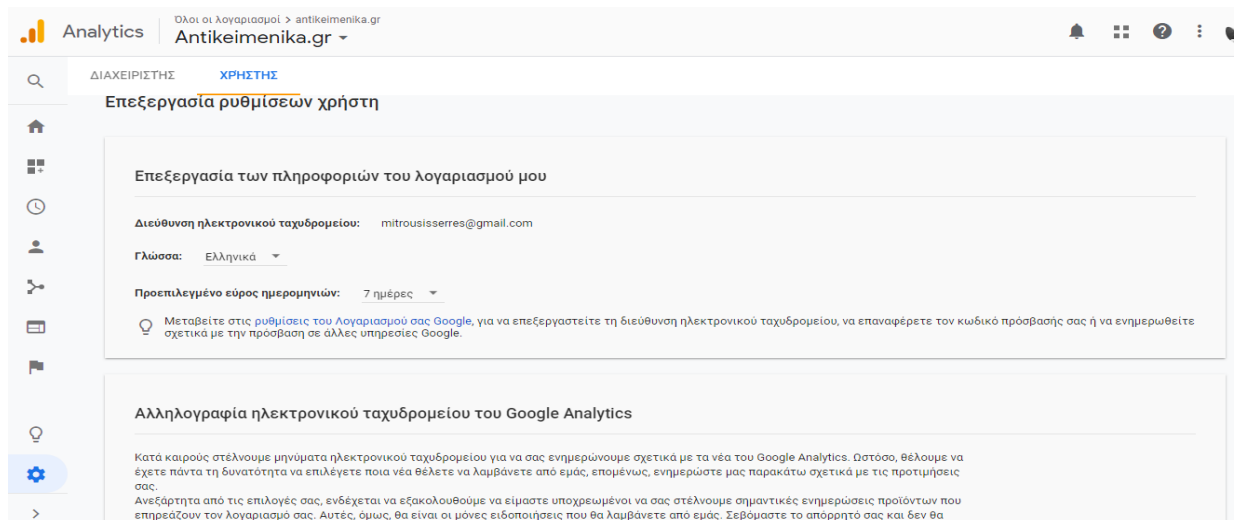 Analytics
Όλοι οι λογαριασμοί > antikeimenika.gr
Antikeimenika.gr
ΔΙΑΧΕΙΡΙΣΤΗΣ
ΧΡΗΣΤΗΣ
Επεξεργασία ρυθμίσεων χρήστη
Επεξεργασία των πληροφοριών του λογαριασμού μου
Διεύθυνση ηλεκτρονικού ταχυδρομείου: mitrousisserres@gmail.com
Γλώσσα: Ελληνικά
Προεπιλεγμένο εύρος ημερομηνιών: 7 ημέρες
Μεταβείτε στις ρυθμίσεις του Λογαριασμού σας Google, για να επεξεργαστείτε τη διεύθυνση ηλεκτρονικού ταχυδρομείου, να επαναφέρετε τον κωδικό πρόσβασής σας ή να ενημερωθείτε
σχετικά με την πρόσβαση σε άλλες υπηρεσίες Google.
Αλληλογραφία ηλεκτρονικού ταχυδρομείου του Google Analytics
Κατά καιρούς στέλνουμε μηνύματα ηλεκτρονικού ταχυδρομείου για να σας ενημερώνουμε σχετικά με τα νέα του Google Analytics. Ωστόσο, θέλουμε να
έχετε πάντα τη δυνατότητα να επιλέγετε ποια νέα θέλετε να λαμβάνετε από εμάς, επομένως, ενημερώστε μας παρακάτω σχετικά με τις προτιμήσεις
σας.
Ανεξάρτητα από τις επιλογές σας, ενδέχεται να εξακολουθούμε να είμαστε υποχρεωμένοι να σας στέλνουμε σημαντικές ενημερώσεις προϊόντων που
επηρεάζουν τον λογαριασμό σας. Αυτές, όμως, θα είναι οι μόνες ειδοποιήσεις που θα λαμβάνετε από εμάς. Σεβόμαστε το απόρρητό σας και δεν θα